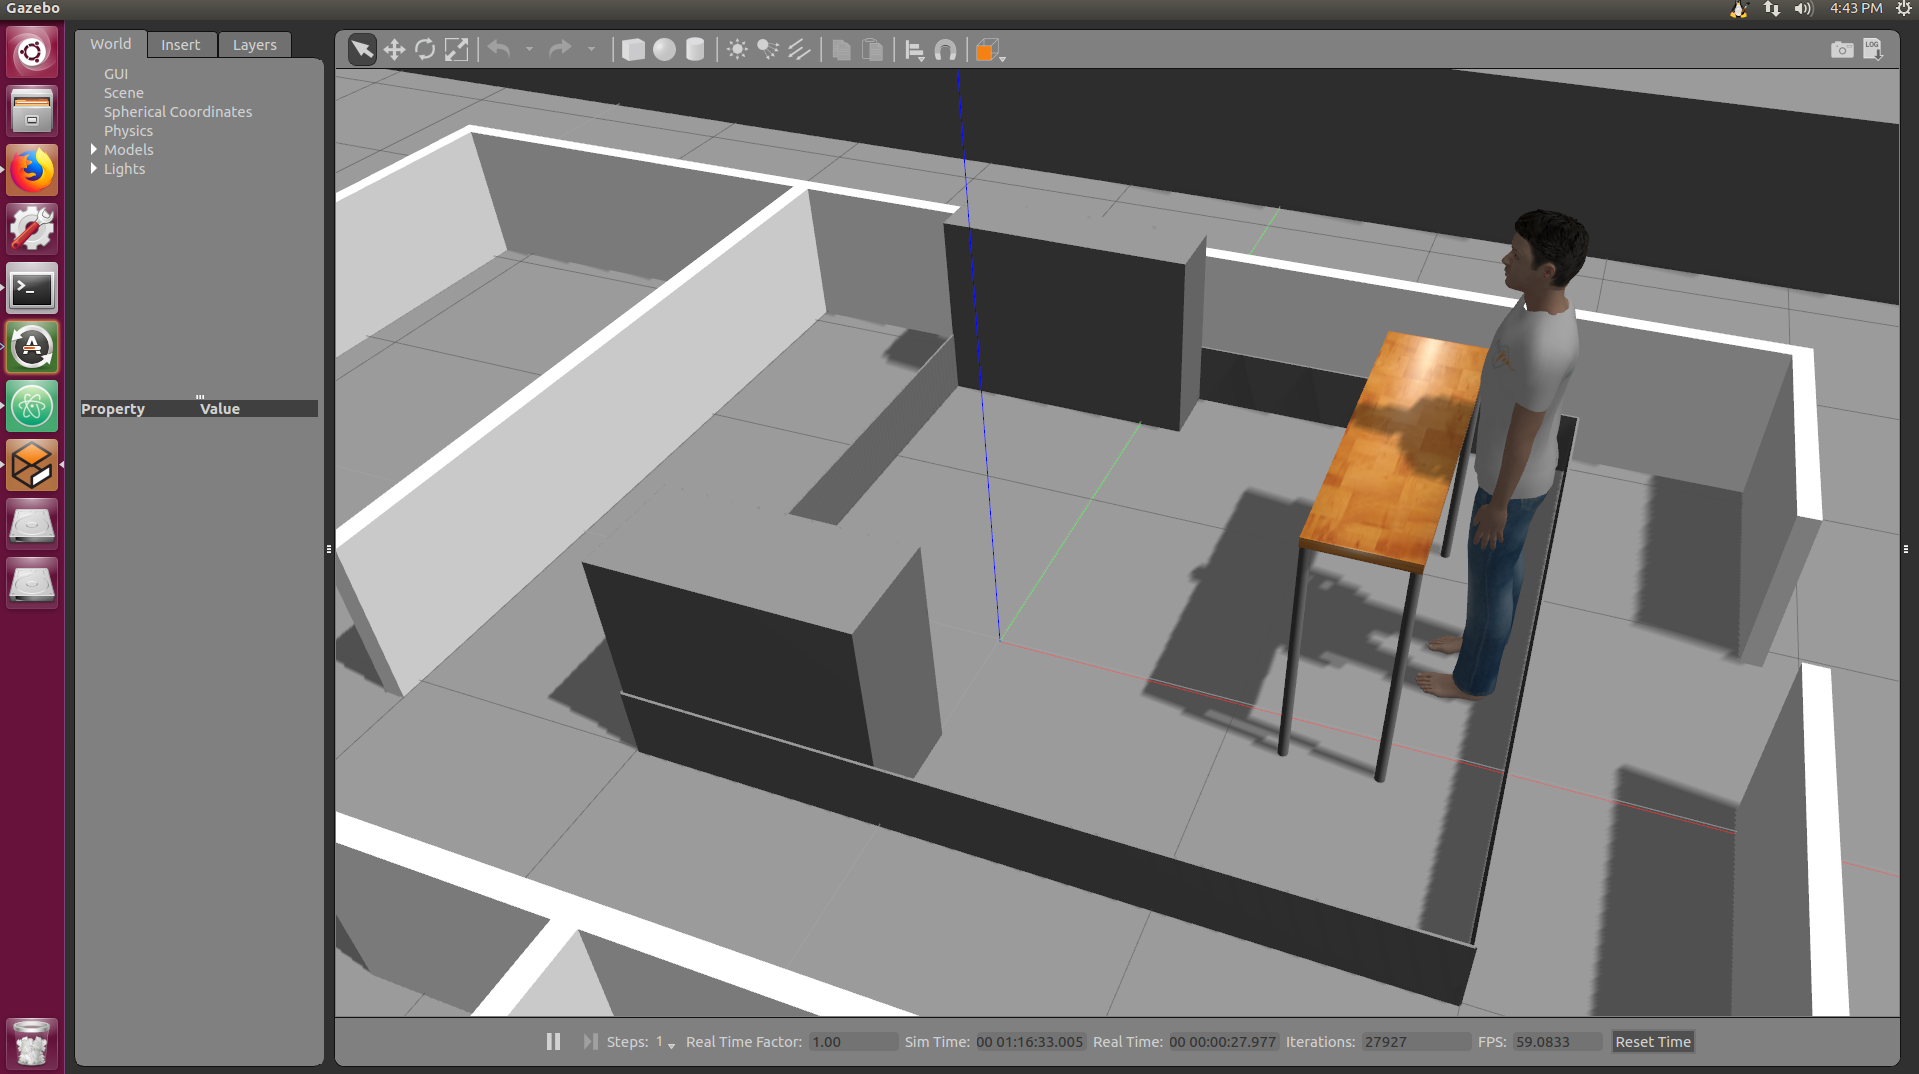 Gazebo
4:43 PM
World Insert Layers
LOG
GUI
Scene
Spherical Coordinates
Physics
Models
Lights
Property Value
Steps: 1 Real Time Factor: 1.00 Sim Time: 00 01:16:33.005 Real Time: 00 00:00:27.977 Iterations: 27927 FPS: 59.0833 Reset Time